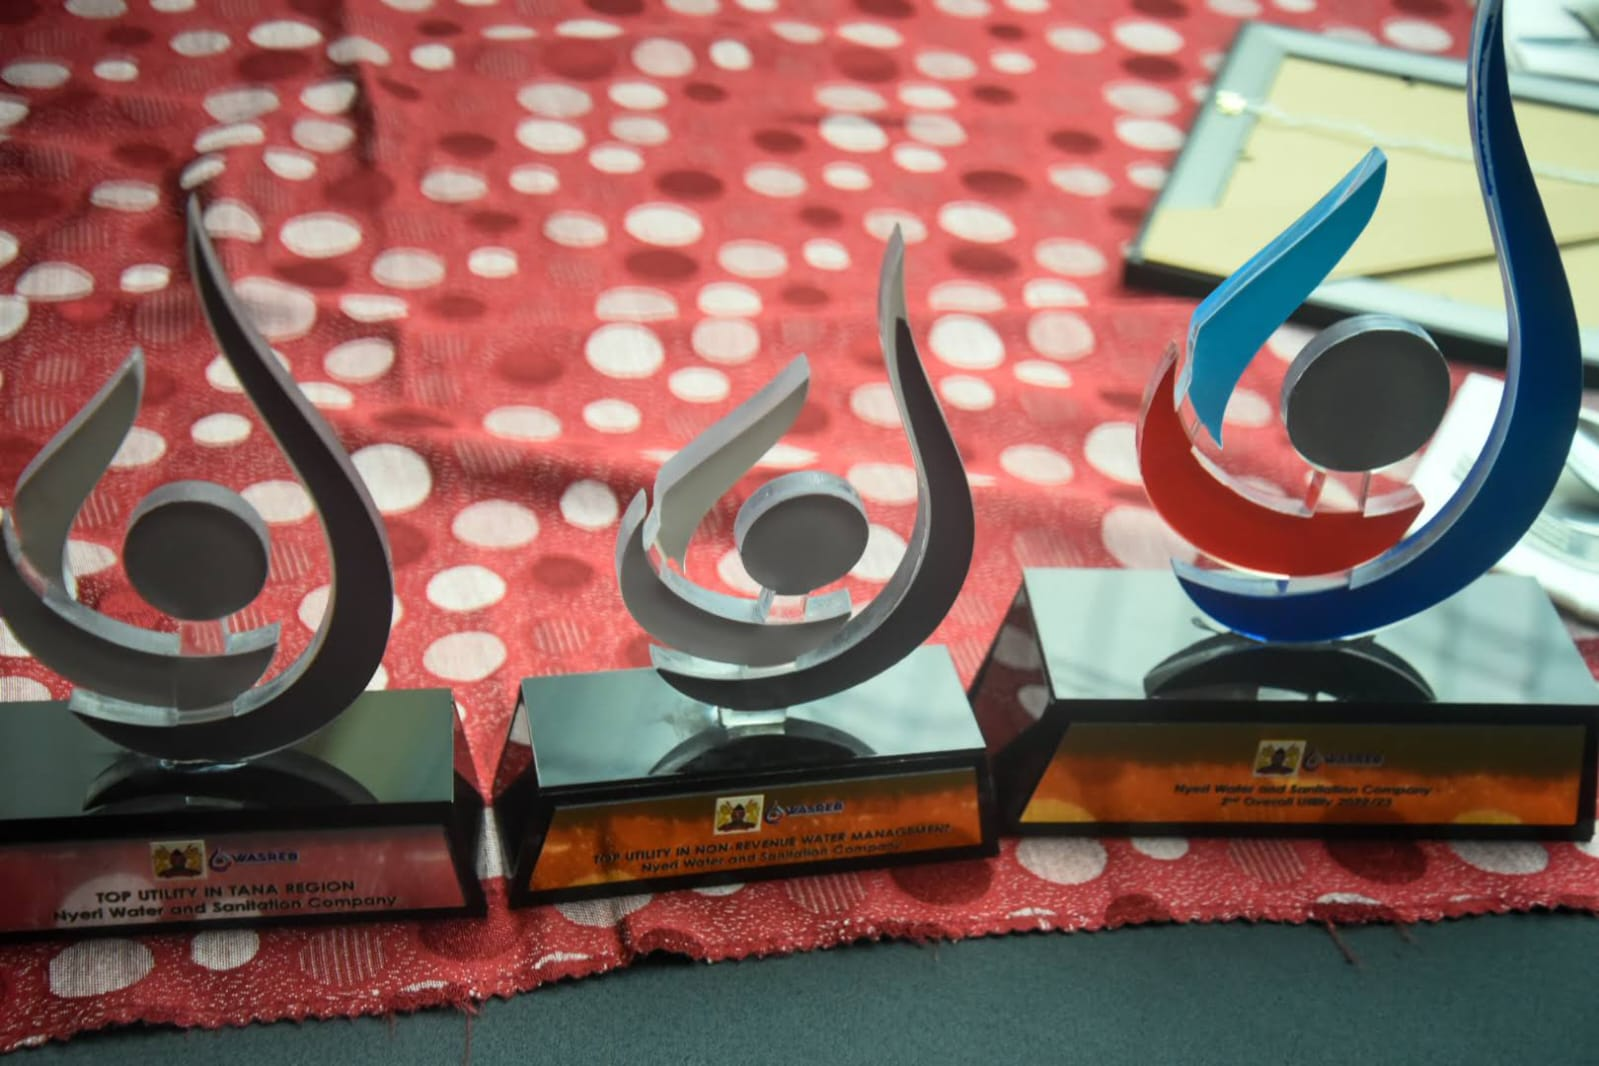 WASREB
TOP UTILITY IN TANA REGION
Nyeri Water and Sanitation Company
WASREB
TOP UTILITY IN NON-REVENUE WATER MANAGEMENT
Nyeri Water and Sanitation Company
WASREB
Nyeri Water and Sanitation Company
2nd Overall Utility 2022/23